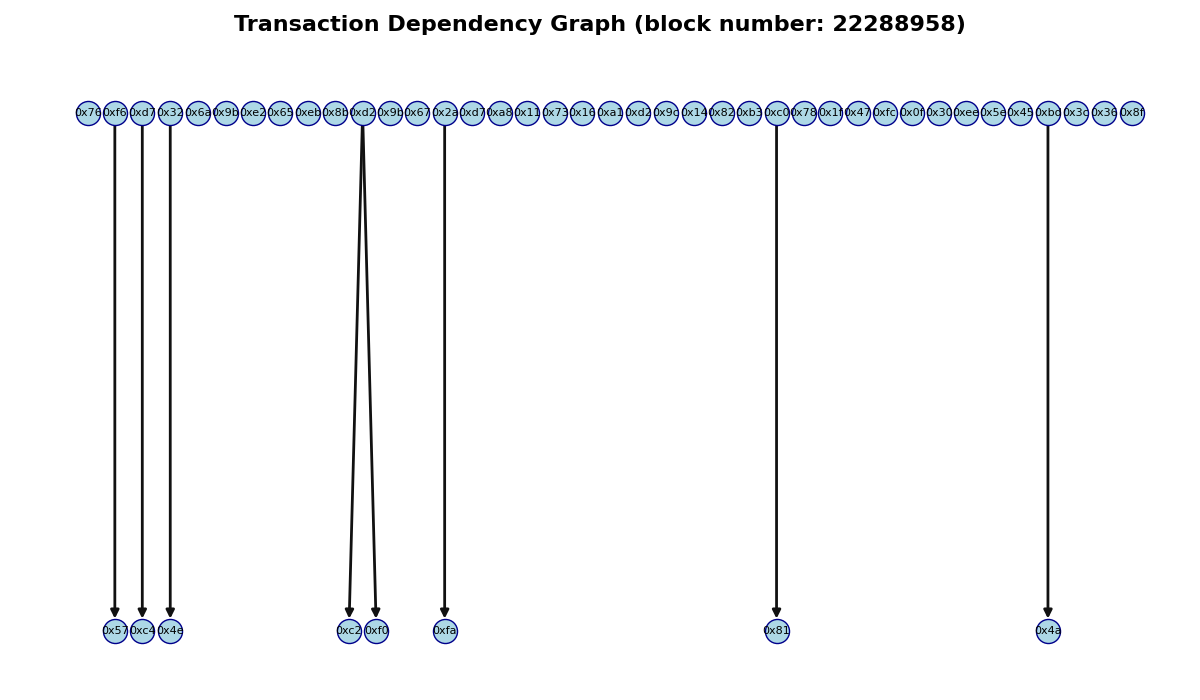 Transaction Dependency Graph (block number: 22288958)
0x76 0xf6 0xd7 0x32 0x6a 0x9b 0xe2 0x65 0xeb 0x8b 0xd2 0x9b 0x67 0x2a 0xd7 0xa8 0x11 0x73 0x16 0xa1 0xd2 0x9c 0x14 0x82 0xb3 0xc0 0x78 0x1f 0x47 0xfc 0x0f 0x30 0xee 0x5e 0x45 0xbd 0x3c 0x36 0x8f
0x57 0xc4 0x4e 0xc2 0xf0 0xfa 0x81 0x4a